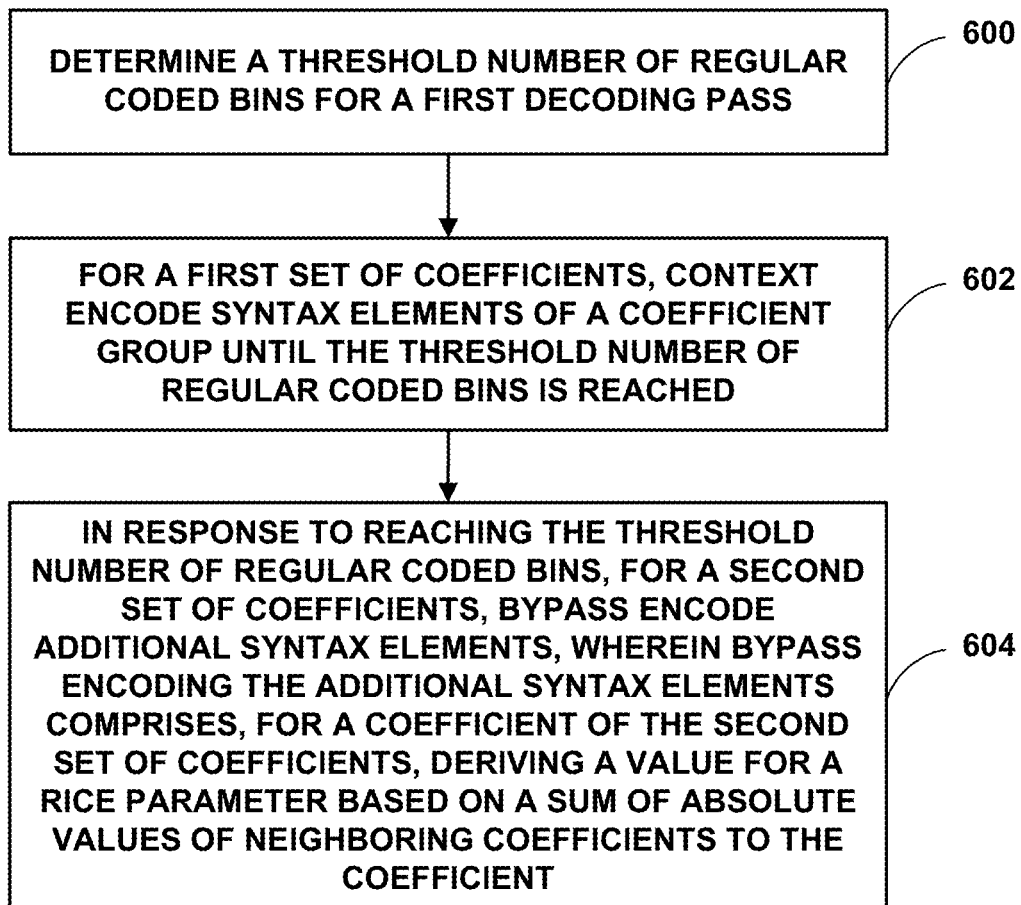 DETERMINE A THRESHOLD NUMBER OF REGULAR
CODED BINS FOR A FIRST DECODING PASS
600
FOR A FIRST SET OF COEFFICIENTS, CONTEXT
ENCODE SYNTAX ELEMENTS OF A COEFFICIENT
GROUP UNTIL THE THRESHOLD NUMBER OF
REGULAR CODED BINS IS REACHED
602
IN RESPONSE TO REACHING THE THRESHOLD
NUMBER OF REGULAR CODED BINS, FOR A SECOND
SET OF COEFFICIENTS, BYPASS ENCODE
ADDITIONAL SYNTAX ELEMENTS, WHEREIN BYPASS
ENCODING THE ADDITIONAL SYNTAX ELEMENTS
COMPRISES, FOR A COEFFICIENT OF THE SECOND
SET OF COEFFICIENTS, DERIVING A VALUE FOR A
RICE PARAMETER BASED ON A SUM OF ABSOLUTE
VALUES OF NEIGHBORING COEFFICIENTS TO THE
COEFFICIENT
604